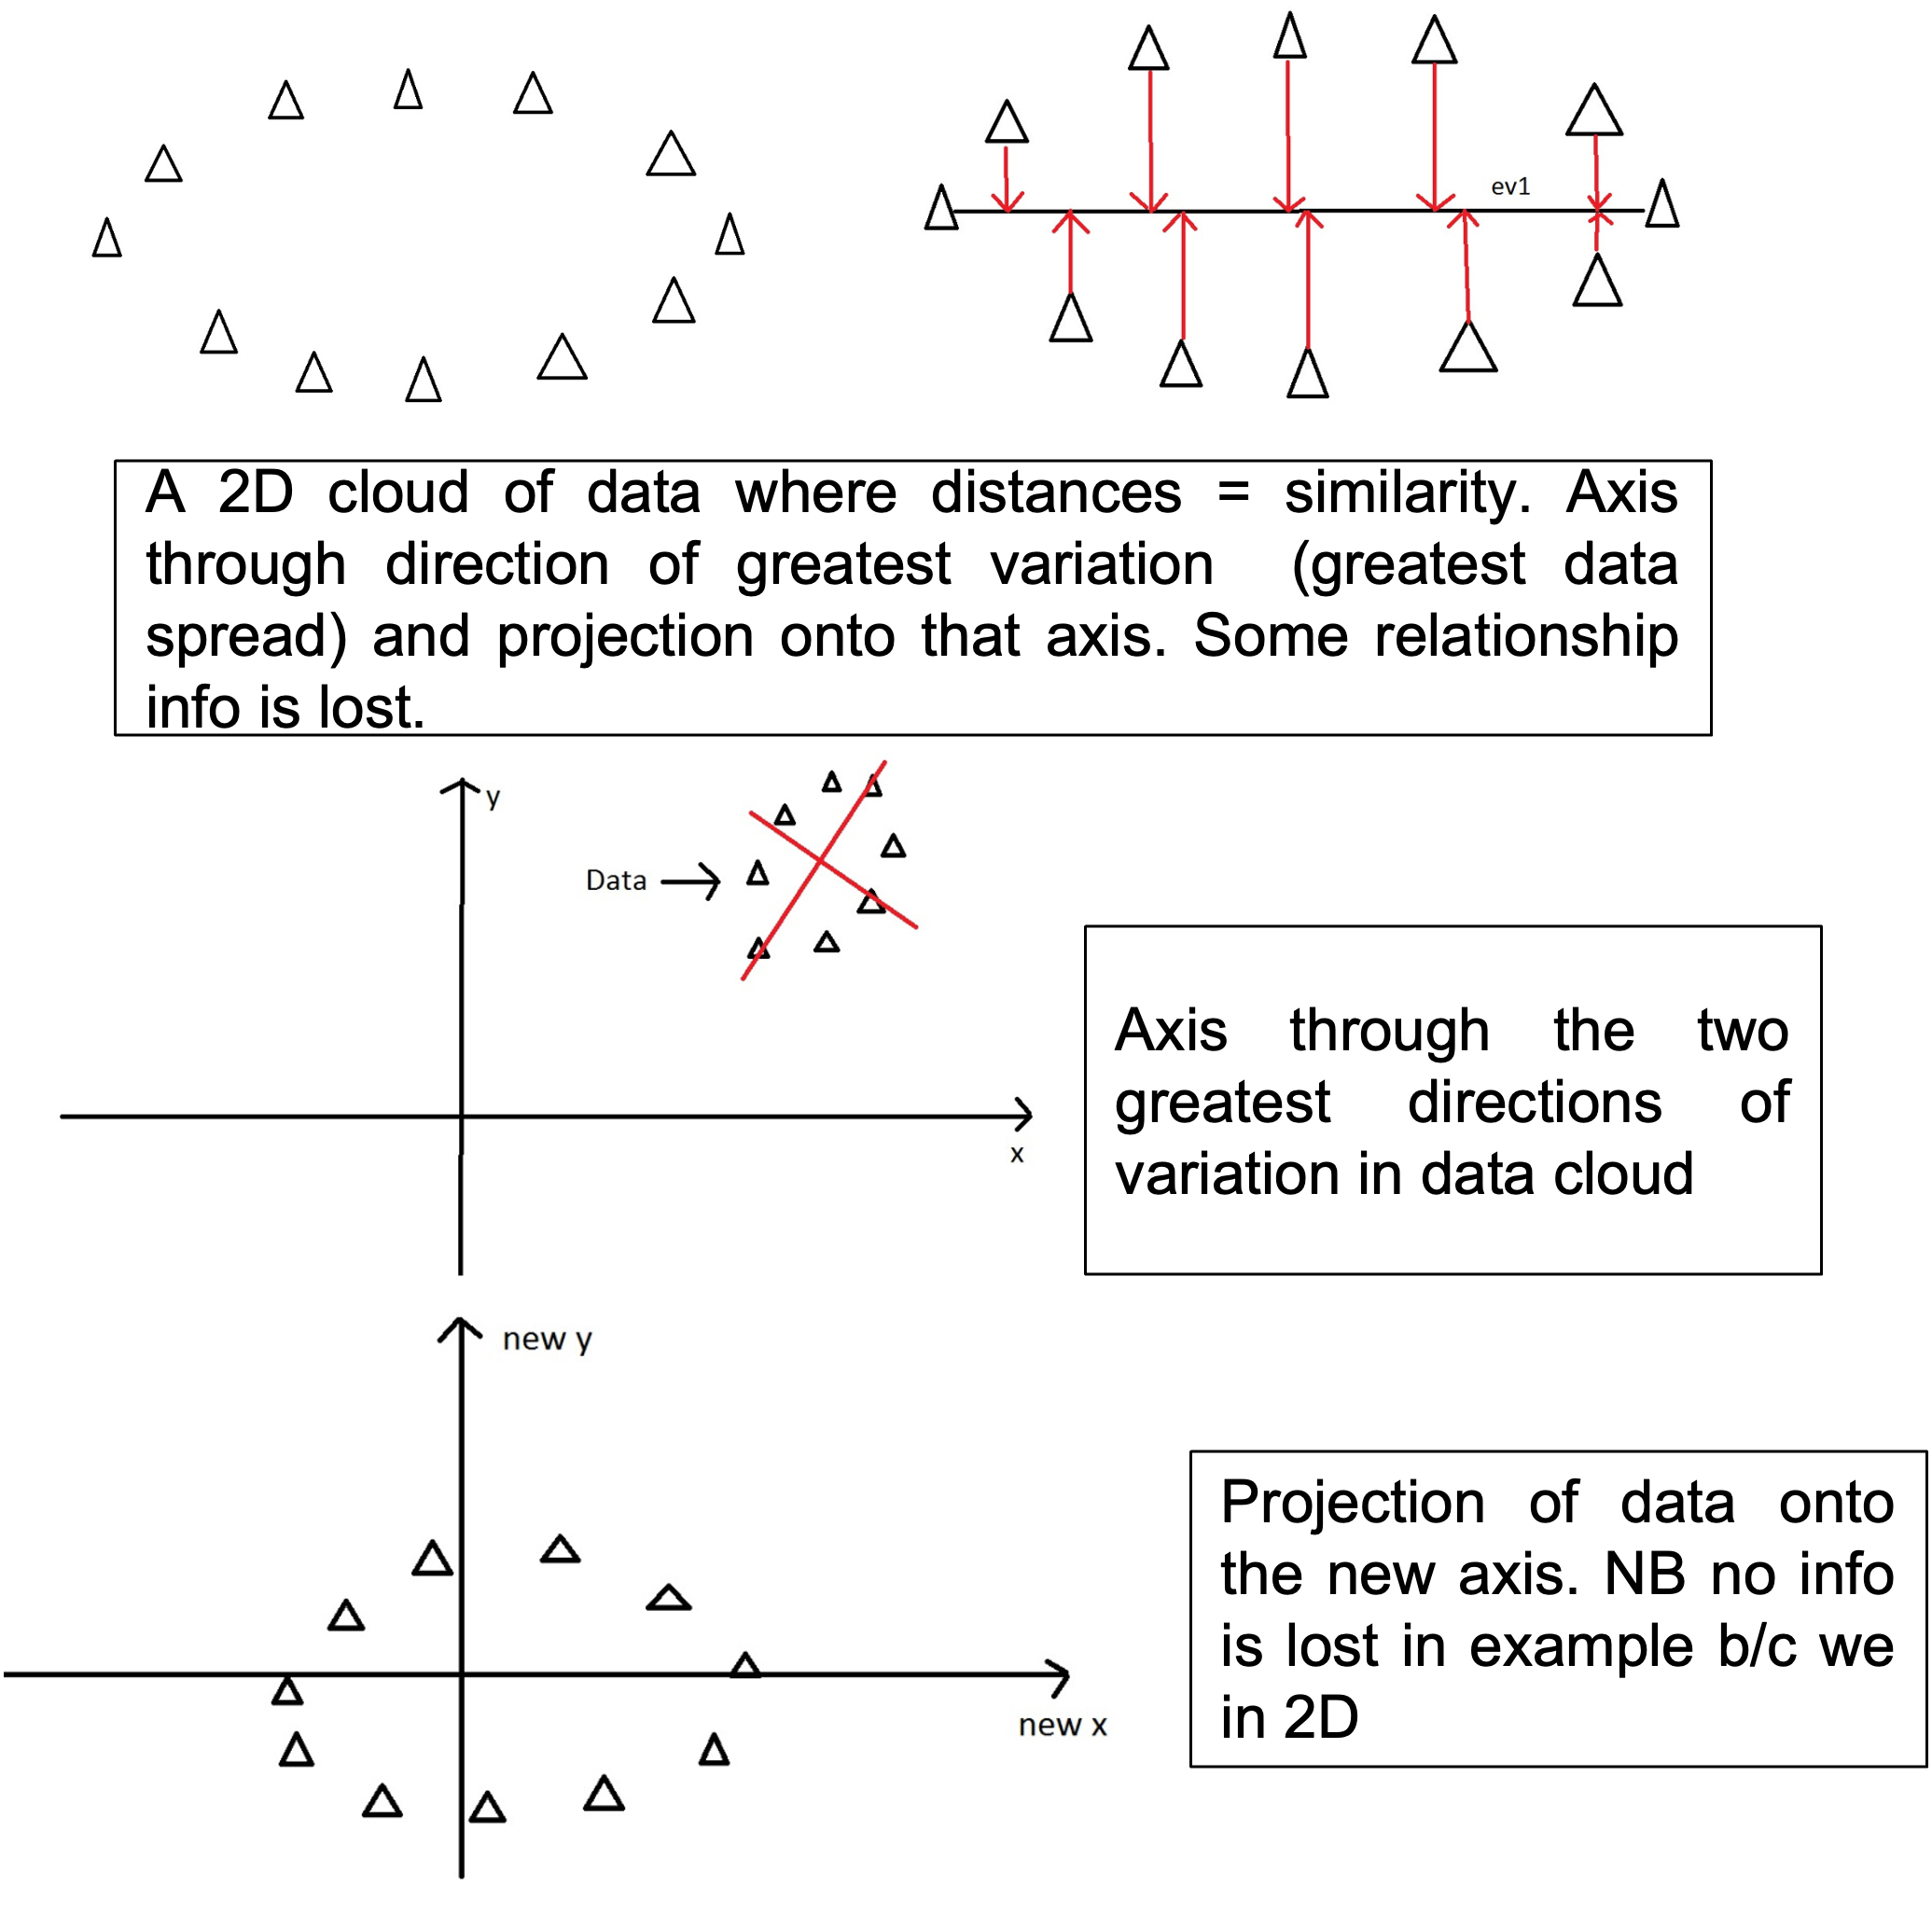 ev1
A 2D cloud of data where distances = similarity. Axis
through direction of greatest variation (greatest data
spread) and projection onto that axis. Some relationship
info is lost.
y
Data
x
Axis through the two
greatest directions of
variation in data cloud
new y
new x
Projection of data onto
the new axis. NB no info
is lost in example b/c we
in 2D